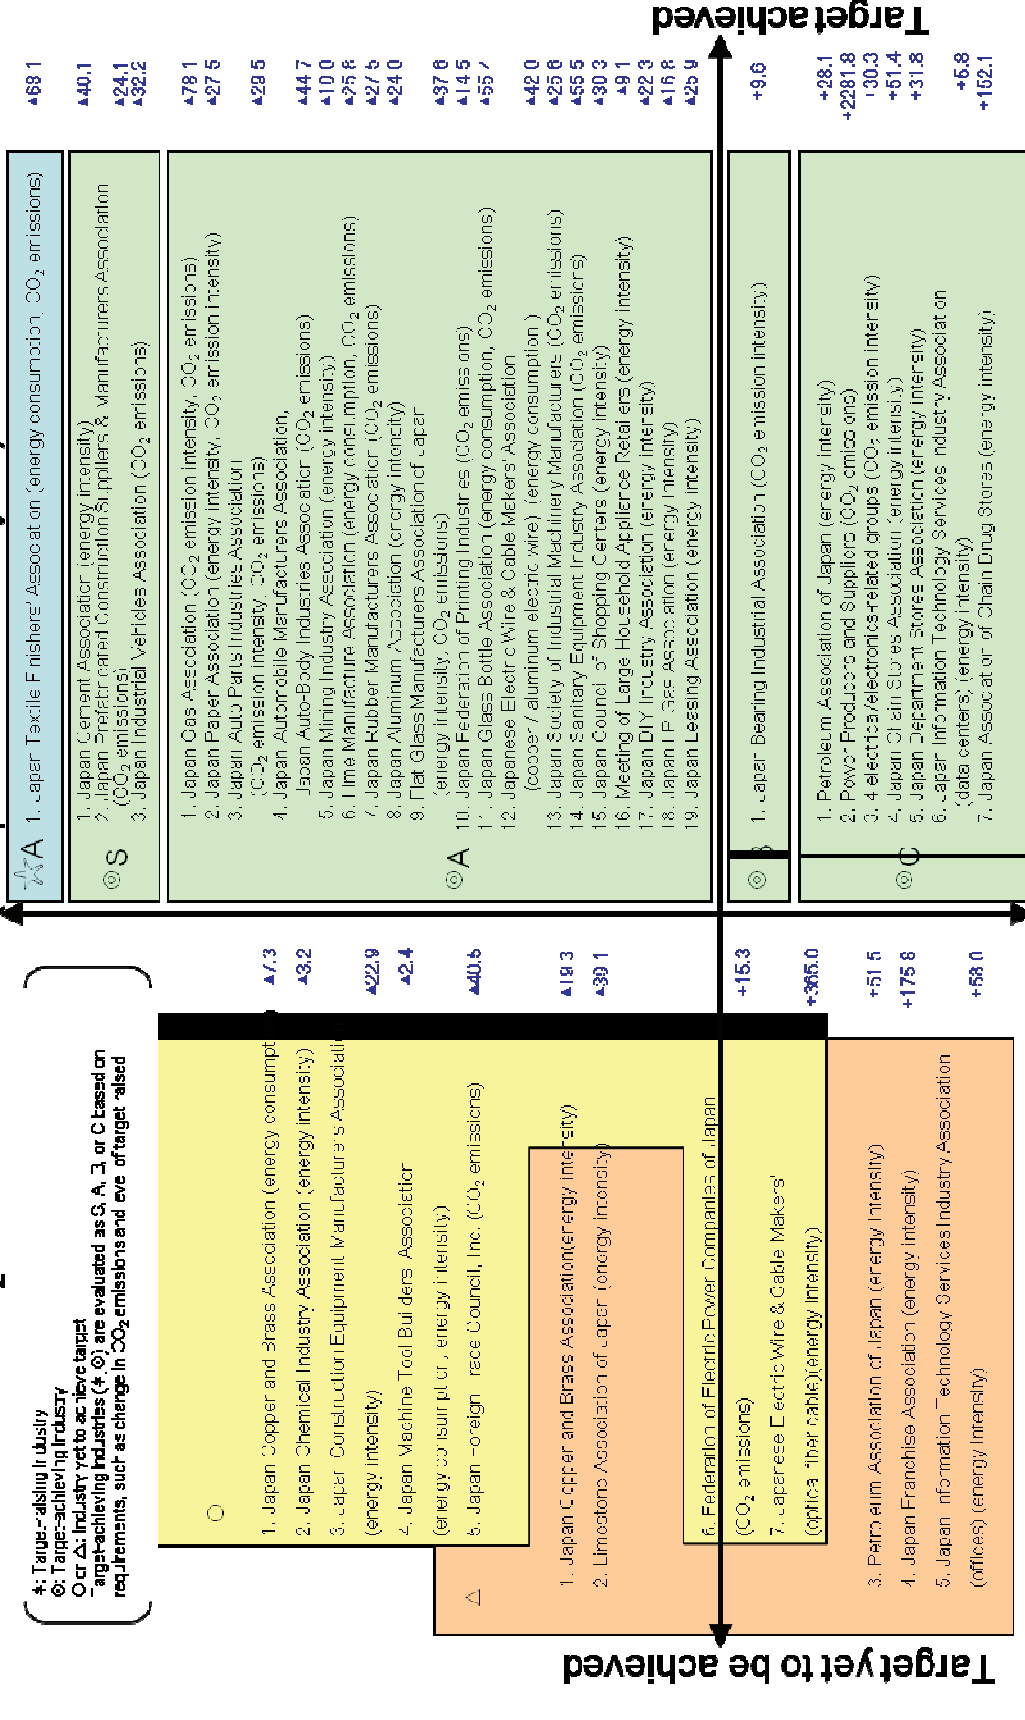 *: Target-raising industry
◎: Target-achieving industry
○ or △: Industry yet to achieve target
Target-achieving industries (*, ◎) are evaluated as S, A, B, or C based on
requirements, such as change in CO2 emissions and level of target raised
Target achieved
Target yet to be achieved
☆A
1. Japan Textile Finishers' Association (energy consumption, CO2 emissions) ▲68.1
◎S
1. Japan Cement Association (energy intensity) ▲40.1
2. Japan Prefabricated Construction Suppliers & Manufacturers Association
(CO2 emissions) ▲24.1
3. Japan Industrial Vehicles Association (CO2 emissions) ▲32.2
◎A
1. Japan Gas Association (CO2 emission intensity, CO2 emissions) ▲78.1
2. Japan Paper Association (energy intensity, CO2 emission intensity) ▲27.5
3. Japan Auto Parts Industries Association
(CO2 emission intensity, CO2 emissions) ▲29.5
4. Japan Automobile Manufacturers Association,
Japan Auto-Body Industries Association (CO2 emissions) ▲44.7
5. Japan Mining Industry Association (energy intensity) ▲10.0
6. Lime Manufacture Association (energy consumption, CO2 emissions) ▲25.8
7. Japan Rubber Manufacturers Association (CO2 emissions) ▲27.5
8. Japan Aluminum Association (energy intensity) ▲24.0
9. Flat Glass Manufacturers Association of Japan
(energy intensity, CO2 emissions) ▲37.6
10. Japan Federation of Printing Industries (CO2 emissions) ▲14.5
11. Japan Glass Bottle Association (energy consumption, CO2 emissions) ▲55.7
12. Japanese Electric Wire & Cable Makers' Association
(copper / aluminum electric wire) (energy consumption) ▲42.0
13. Japan Society of Industrial Machinery Manufacturers (CO2 emissions) ▲25.6
14. Japan Sanitary Equipment Industry Association (CO2 emissions) ▲55.5
15. Japan Council of Shopping Centers (energy intensity) ▲30.3
16. Meeting of Large Household Appliance Retailers (energy intensity) ▲9.1
17. Japan DIY Industry Association (energy intensity) ▲22.3
18. Japan LP Gas Association (energy intensity) ▲16.8
19. Japan Leasing Association (energy intensity) ▲25.9
◎
1. Japan Bearing Industrial Association (CO2 emission intensity) +9.6
◎C
1. Petroleum Association of Japan (energy intensity) +28.1
2. Power Producers and Suppliers (CO2 emissions) +2281.8
3. 4 electrical/electronics-related groups (CO2 emission intensity) +30.3
4. Japan Chain Stores Association (energy intensity) +51.4
5. Japan Department Stores Association (energy intensity) +31.8
6. Japan Information Technology Services Industry Association
(data centers) (energy intensity) +5.8
7. Japan Association of Chain Drug Stores (energy intensity) +152.1
○
1. Japan Copper and Brass Association (energy consumpt ▲7.3
2. Japan Chemical Industry Association (energy intensity) ▲3.2
3. Japan Construction Equipment Manufacturers Association
(energy intensity) ▲22.9
4. Japan Machine Tool Builders' Association
(energy consumption, energy intensity) ▲2.4
5. Japan Foreign Trade Council, Inc. (CO2 emissions) ▲40.5
6. Federation of Electric Power Companies of Japan
(CO2 emissions) +15.3
7. Japanese Electric Wire & Cable Makers'
(optical fiber cable)(energy intensity) +365.0
△
1. Japan Copper and Brass Association(energy intensity) ▲19.3
2. Limestone Association of Japan (energy intensity) ▲39.1
3. Petroleum Association of Japan (energy intensity) +51.5
4. Japan Franchise Association (energy intensity) +175.8
5. Japan Information Technology Services Industry Association
(offices) (energy intensity) +58.0